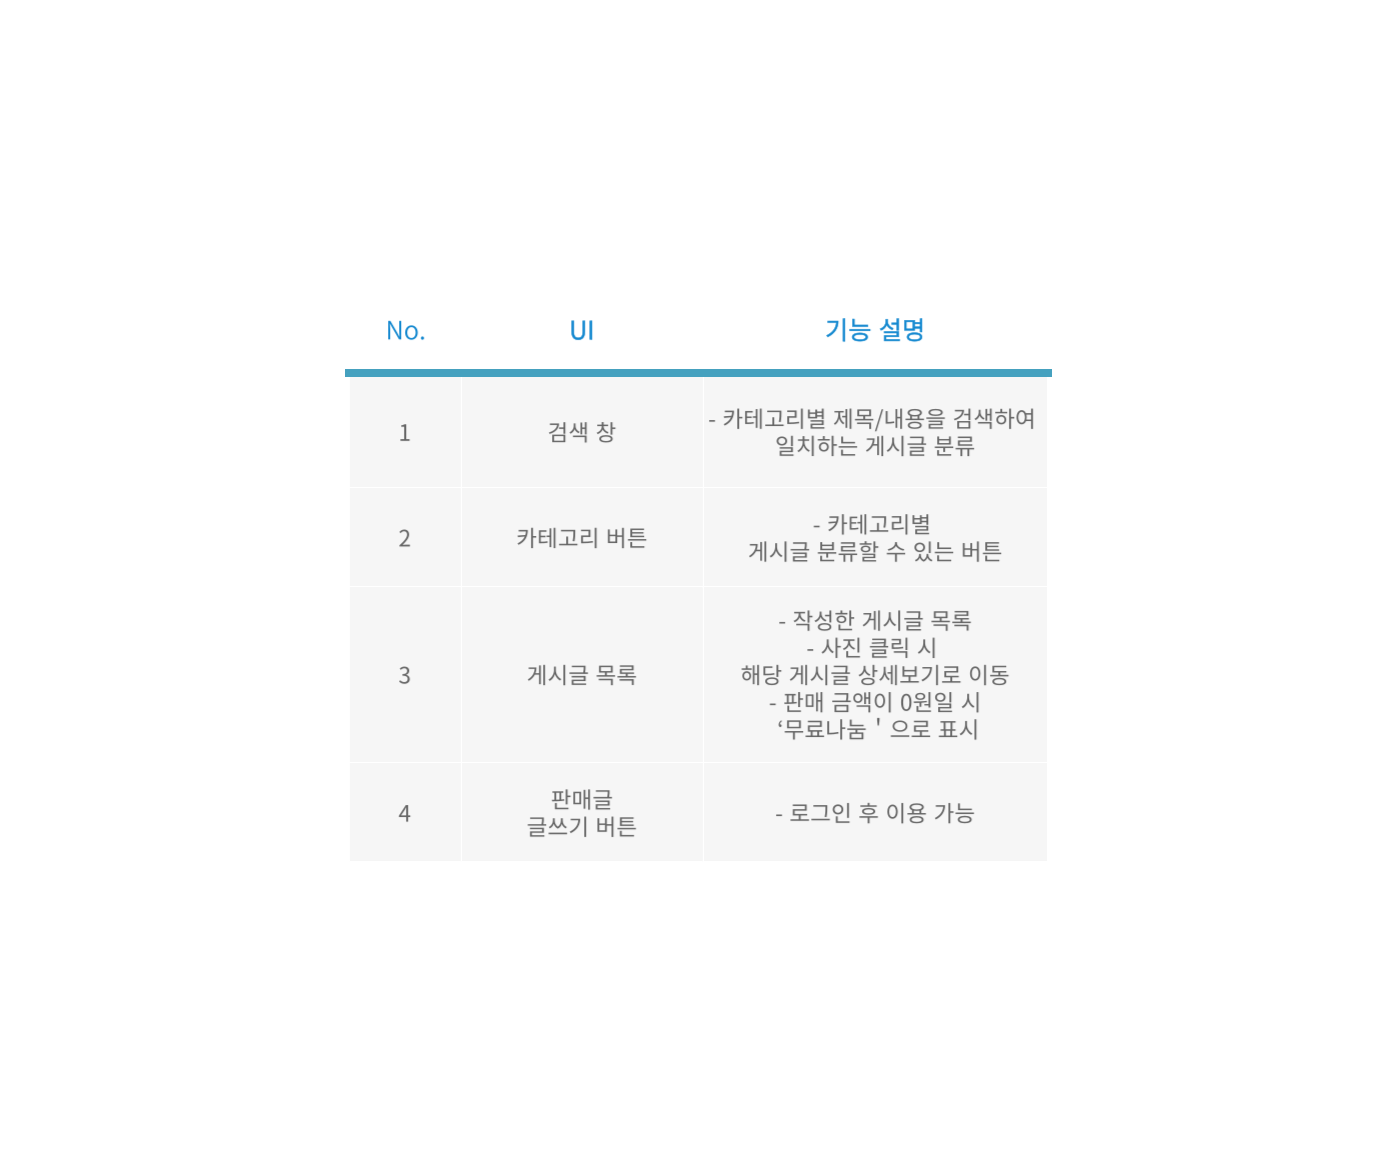 No. UI 기능 설명
1 검색 창 - 카테고리별 제목/내용을 검색하여
일치하는 게시글 분류
2 카테고리 버튼 - 카테고리별
게시글 분류할 수 있는 버튼
3 게시글 목록 - 작성한 게시글 목록
- 사진 클릭 시
해당 게시글 상세보기로 이동
- 판매 금액이 0원일 시
‘무료나눔 ' 으로 표시
4 판매글
글쓰기 버튼 - 로그인 후 이용 가능